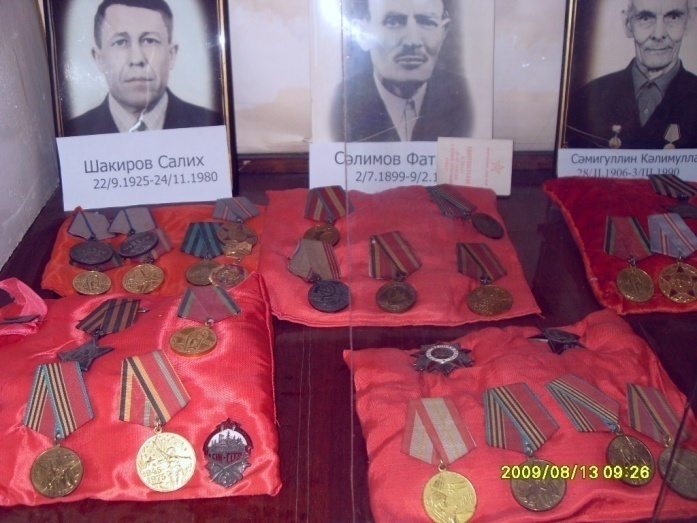 Шакиров Салих
22/9.1925-24/11.1980
Сәлимов Фат
2/7.1899-9/2.1
Сәмигуллин Кәлимулла
28/II.1906-3/III.1990
2009/08/13 09:26